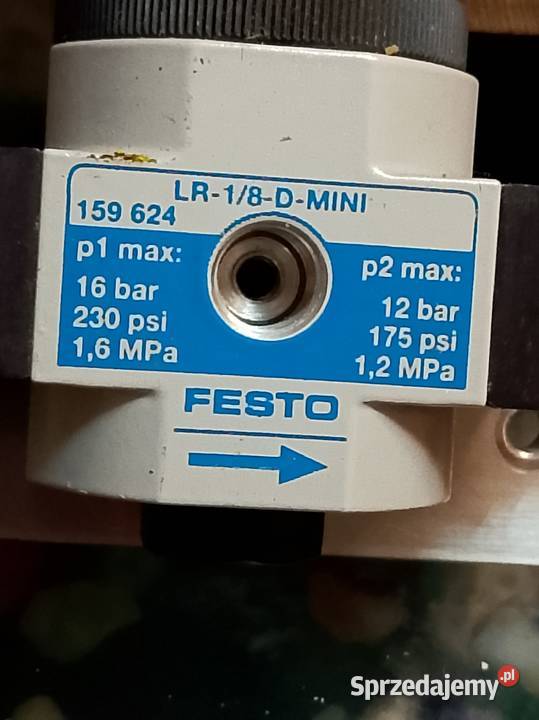 LR-1/8-D-MINI
159 624
p1 max:
16 bar
230 psi
1,6 MPa
p2 max:
12 bar
175 psi
1,2 MPa
FESTO
Sprzedajemy.pl